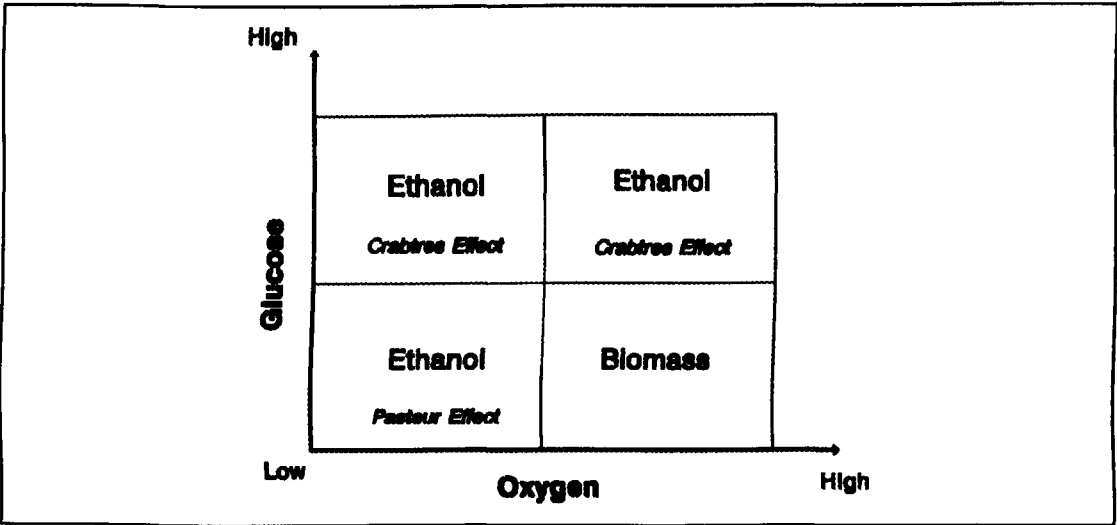 High
Ethanol
Ethanol
Crabtree Effect
Crabtree Effect
Glucose
Ethanol
Biomass
Pasteur Effect
Low
Oxygen
High